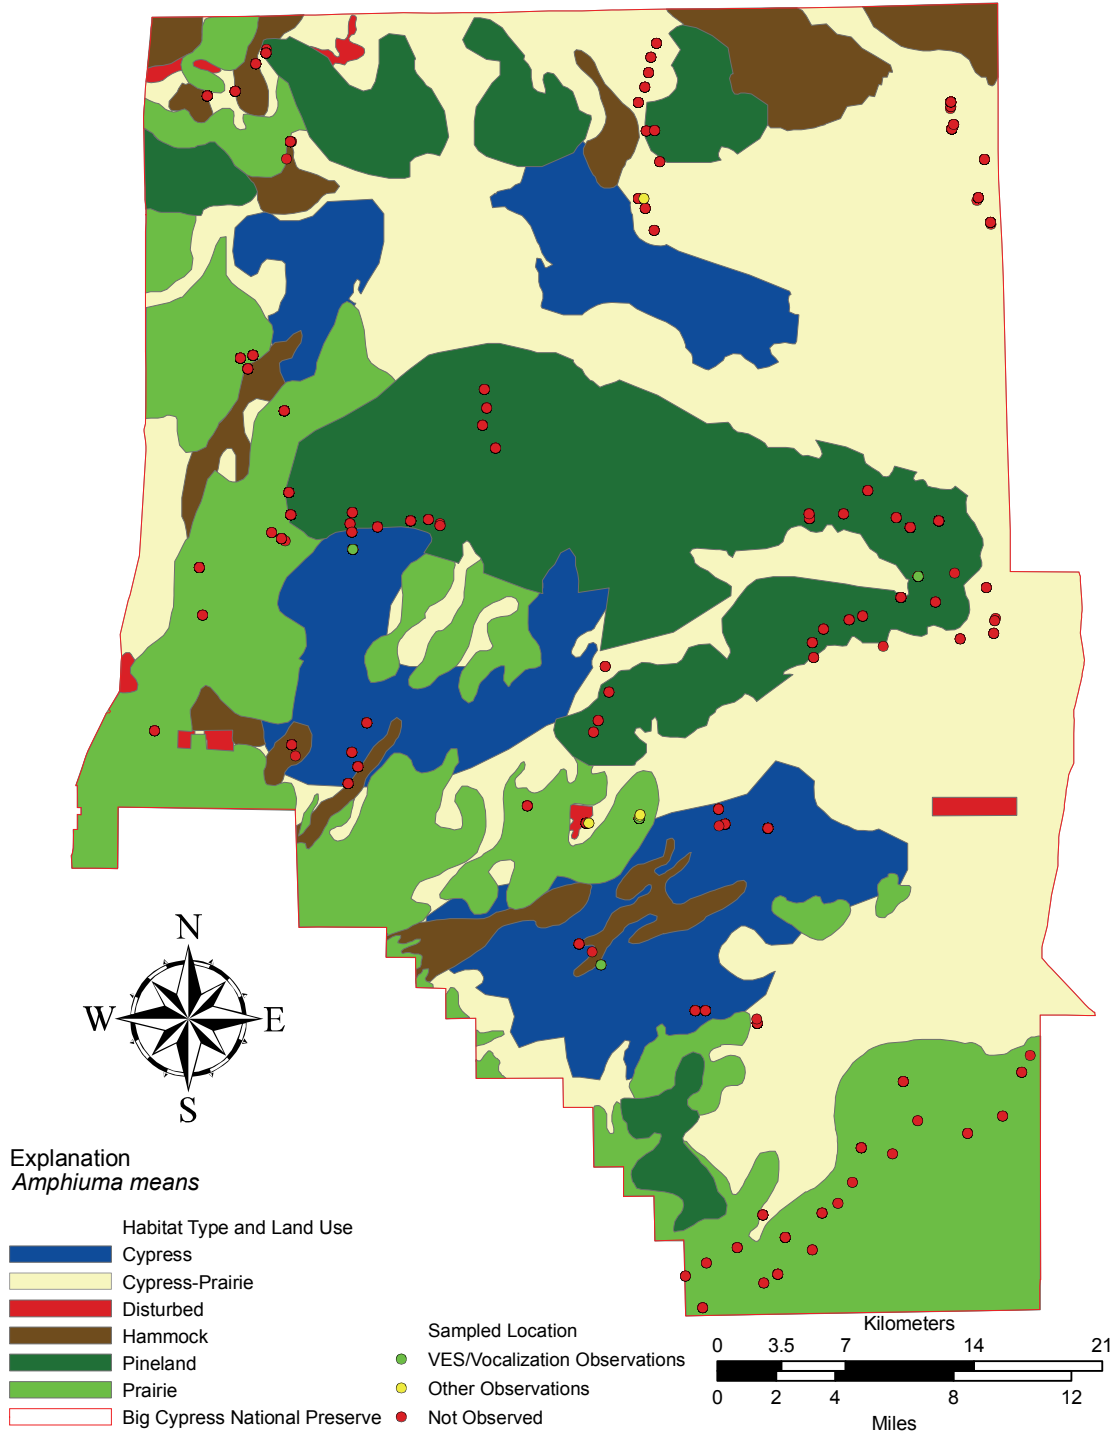 N
W
E
S
Explanation
Amphiuma means
Habitat Type and Land Use
Cypress
Cypress-Prairie
Disturbed
Hammock
Pineland
Prairie
Big Cypress National Preserve
Sampled Location
VES/Vocalization Observations
Other Observations
Not Observed
Kilometers
0 3.5 7 14 21
0 2 4 8 12
Miles